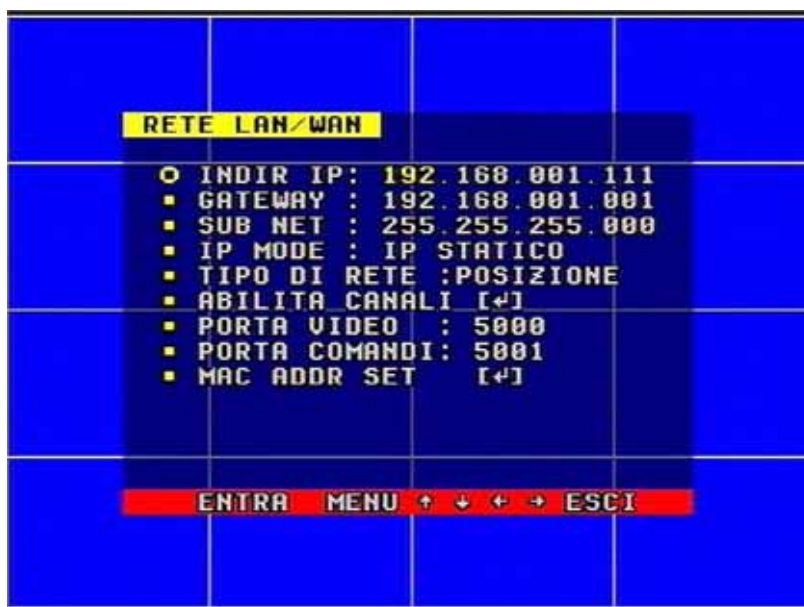 RETE LAN/WAN
INDIR IP: 192.168.001.111
GATEWAY : 192.168.001.001
SUB NET : 255.255.255.000
IP MODE : IP STATICO
TIPO DI RETE :POSIZIONE
ABILITA CANALI [↵]
PORTA VIDEO : 5000
PORTA COMANDI: 5001
MAC ADDR SET [↵]
ENTRA MENU ↑ ↓ ← → ESCI